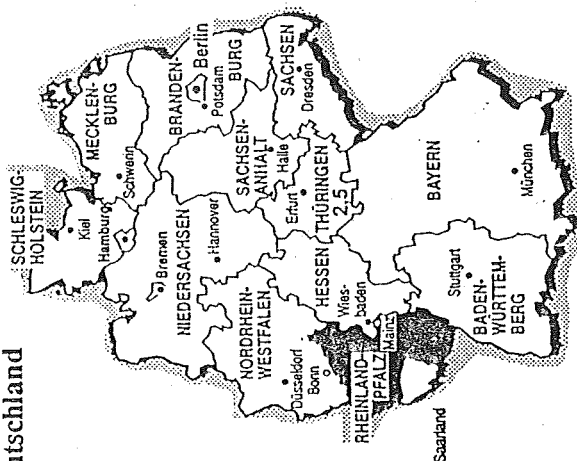 utschland
SCHLESWIG-
HOLSTEIN
Kiel
Hamburg
MECKLEN-
BURG
Schwerin
Bremen
NIEDERSACHSEN
Hannover
BRANDEN-
BURG
Berlin
Potsdam
SACHSEN-
ANHALT
Halle
SACHSEN
Dresden
NORDRHEIN-
WESTFALEN
Düsseldorf
Bonn
HESSEN
Wies-
baden
Erfurt
THÜRINGEN
2.5
RHEINLAND-
PFALZ
Mainz
Saarland
BADEN-
WÜRTTEM-
BERG
Stuttgart
BAYERN
München